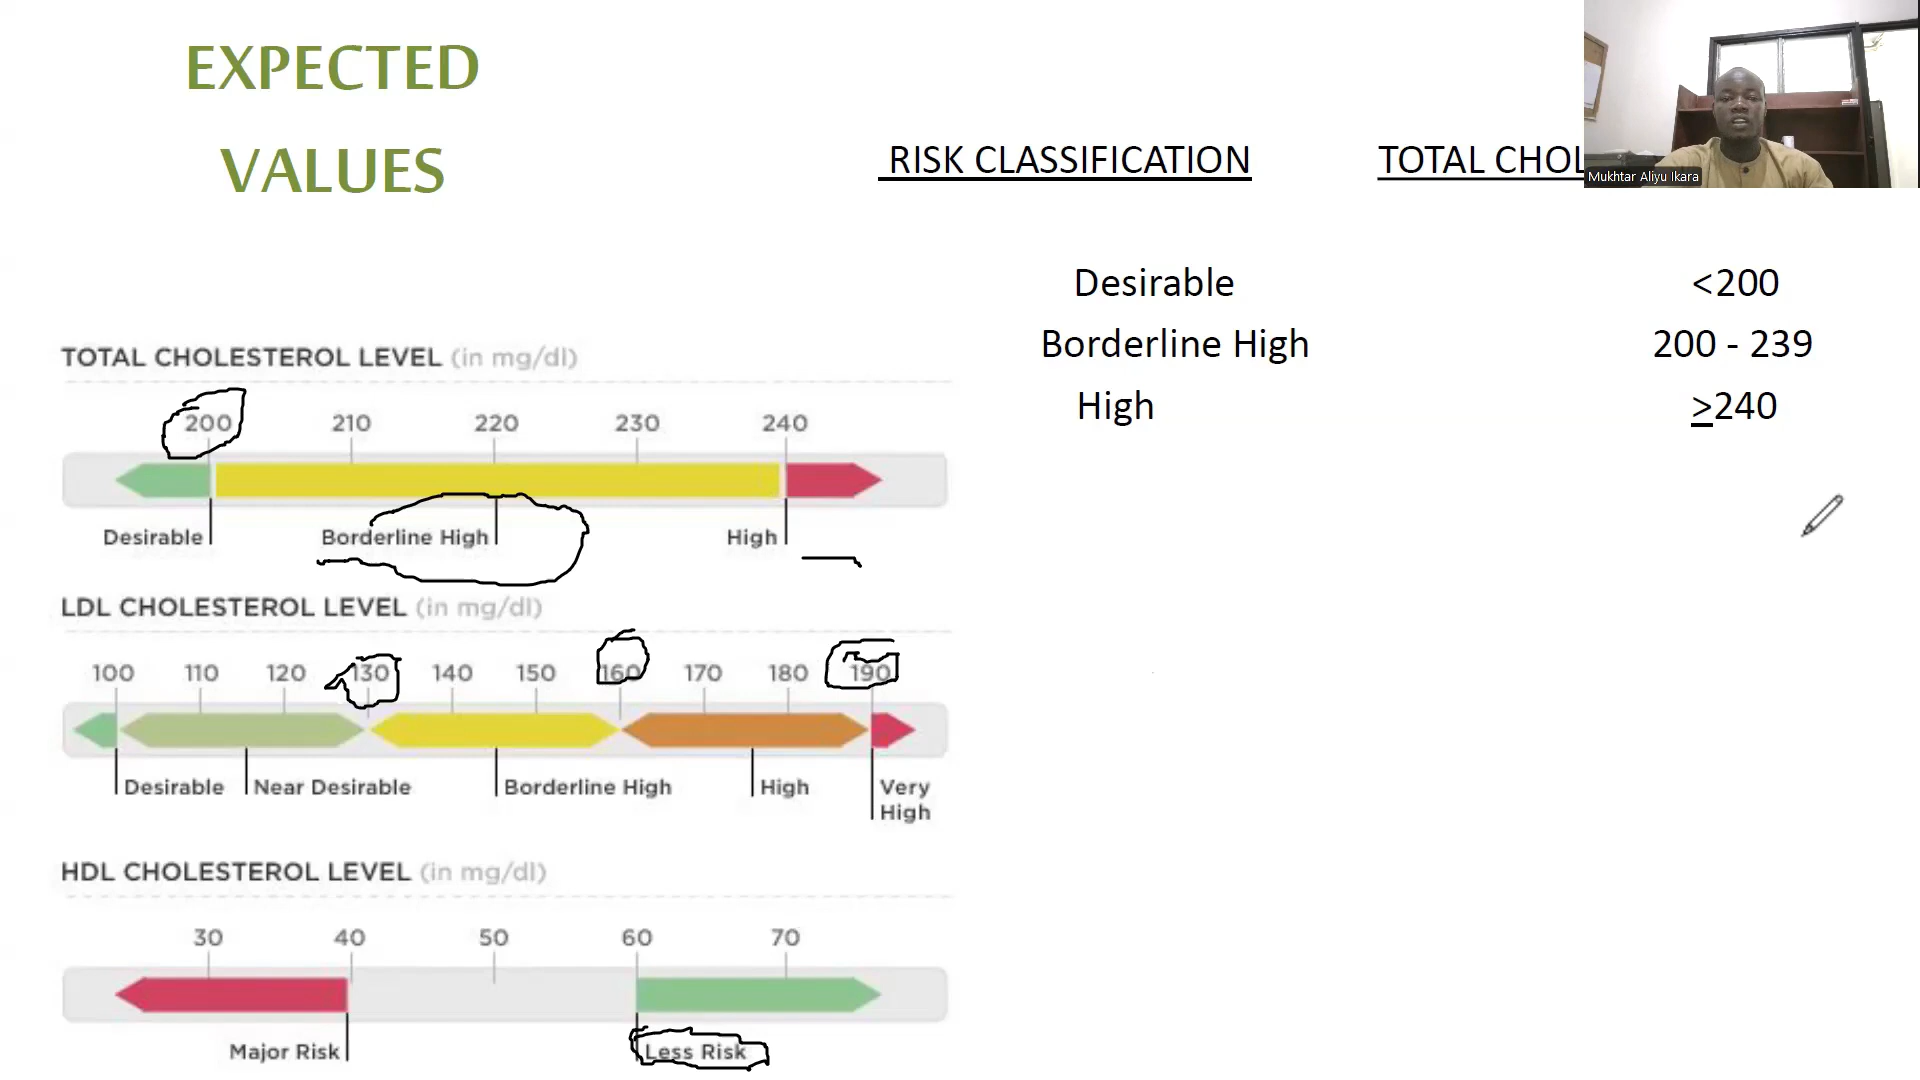 EXPECTED
VALUES
RISK CLASSIFICATION
TOTAL CHOL
Mukhtar Aliyu Ikara
Desirable <200
Borderline High 200 - 239
High >240
TOTAL CHOLESTEROL LEVEL (in mg/dl)
200 210 220 230 240
Desirable Borderline High High
LDL CHOLESTEROL LEVEL (in mg/dl)
100 110 120 130 140 150 160 170 180 190
Desirable Near Desirable Borderline High High Very
High
HDL CHOLESTEROL LEVEL (in mg/dl)
30 40 50 60 70
Major Risk Less Risk